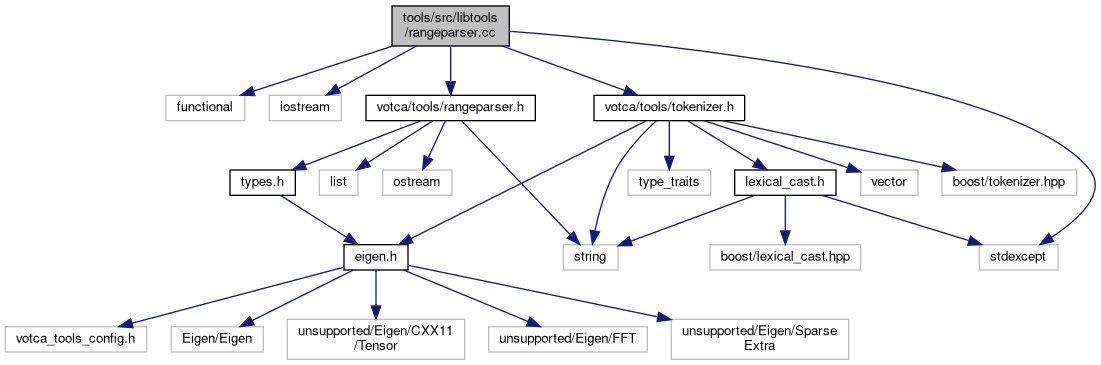 tools/src/libtools
/rangeparser.cc
functional
iostream
votca/tools/rangeparser.h
votca/tools/tokenizer.h
types.h
list
ostream
type_traits
lexical_cast.h
vector
boost/tokenizer.hpp
eigen.h
string
boost/lexical_cast.hpp
stdexcept
votca_tools_config.h
Eigen/Eigen
unsupported/Eigen/CXX11
/Tensor
unsupported/Eigen/FFT
unsupported/Eigen/Sparse
Extra